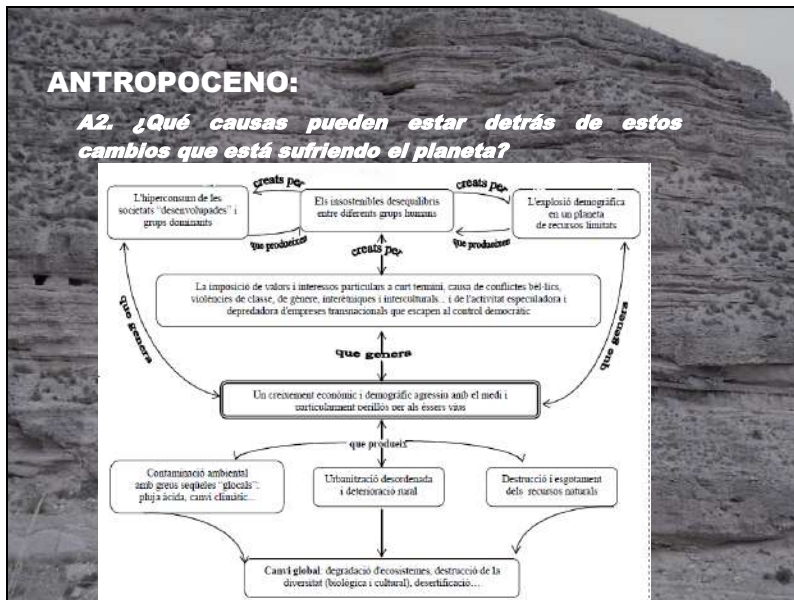 ANTROPOCENO:
A2. ¿Qué causas pueden estar detrás de estos
cambios que está sufriendo el planeta?
creats per
creats per
L'hiperconsum de les
societats "desenvolupades" i
grups dominants
Els insostenibles desequilibris
entre diferents grups humans
L'explosió demogràfica
en un planeta
de recursos limitats
que produeixen
creats per
que produeixen
La imposició de valors i interessos particulars a curt termini, causa de conflictes bèl·lics,
violències de classe, de gènere, interètniques i interculturals... i de l'activitat especuladora i
depredadora d'empreses transnacionals que escapen al control democràtic
que genera
que genera
que genera
Un creixement econòmic i demogràfic agressiu amb el medi i
particularment perillós per als éssers vius
que produeix
Contaminació ambiental
amb greus seqüeles "glocals":
pluja àcida, canvi climàtic...
Urbanització desordenada
i deterioració rural
Destrucció i esgotament
dels recursos naturals
Canvi global: degradació d'ecosistemes, destrucció de la
diversitat (biològica i cultural), desertificació…